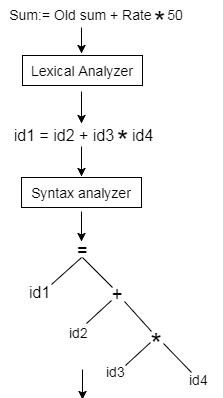 Sum:= Old sum + Rate * 50
Lexical Analyzer
id1 = id2 + id3 * id4
Syntax analyzer
=
id1
+
id2
*
id3
id4